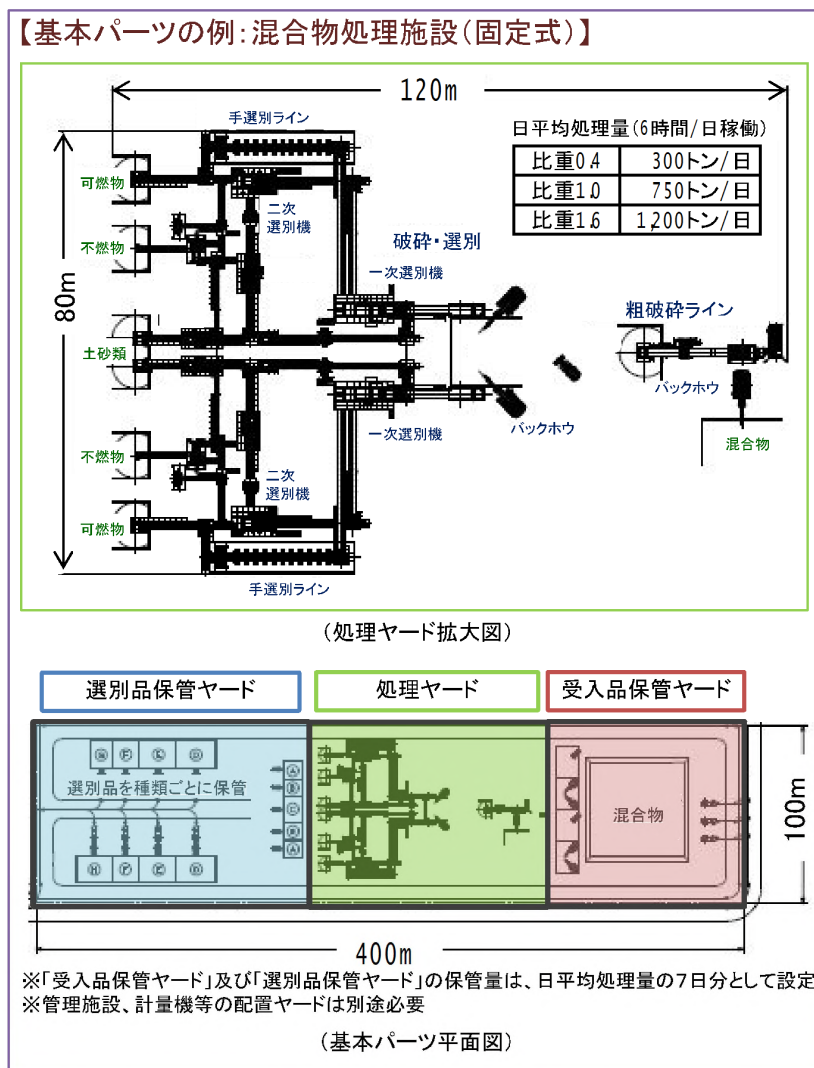 【基本パーツの例:混合物処理施設(固定式)】
120m
手選別ライン
日平均処理量(6時間/日稼働)
比重0.4 300トン/日
比重1.0 750トン/日
比重1.6 1,200トン/日
可燃物
二次
選別機
不燃物
破砕・選別
一次選別機
80m
粗破砕ライン
土砂類
バックホウ
一次選別機
バックホウ
混合物
不燃物
二次
選別機
可燃物
手選別ライン
(処理ヤード拡大図)
選別品保管ヤード
処理ヤード
受入品保管ヤード
選別品を種類ごとに保管
混合物
100m
400m
※「受入品保管ヤード」及び「選別品保管ヤード」の保管量は、日平均処理量の7日分として設定
※管理施設、計量機等の配置ヤードは別途必要
(基本パーツ平面図)